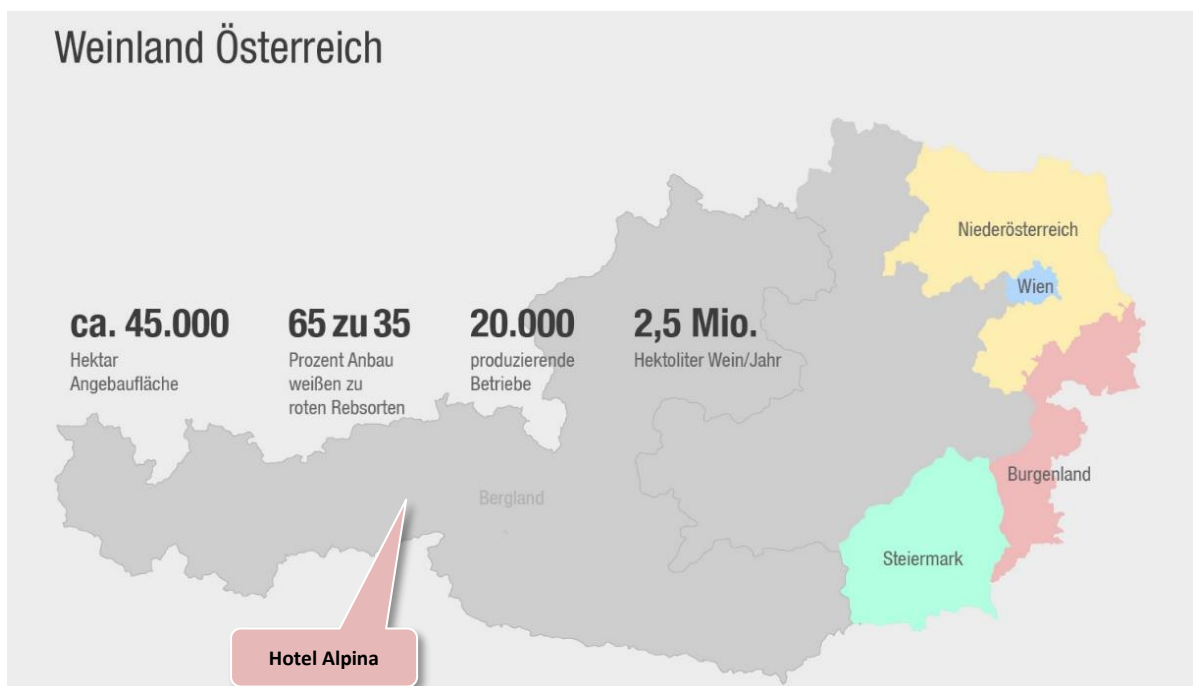 Weinland Österreich
Niederösterreich
Wien
ca. 45.000
Hektar
Angebaufläche
65 zu 35
Prozent Anbau
weißen zu
roten Rebsorten
20.000
produzierende
Betriebe
2,5 Mio.
Hektoliter Wein/Jahr
Burgenland
Bergland
Steiermark
Hotel Alpina